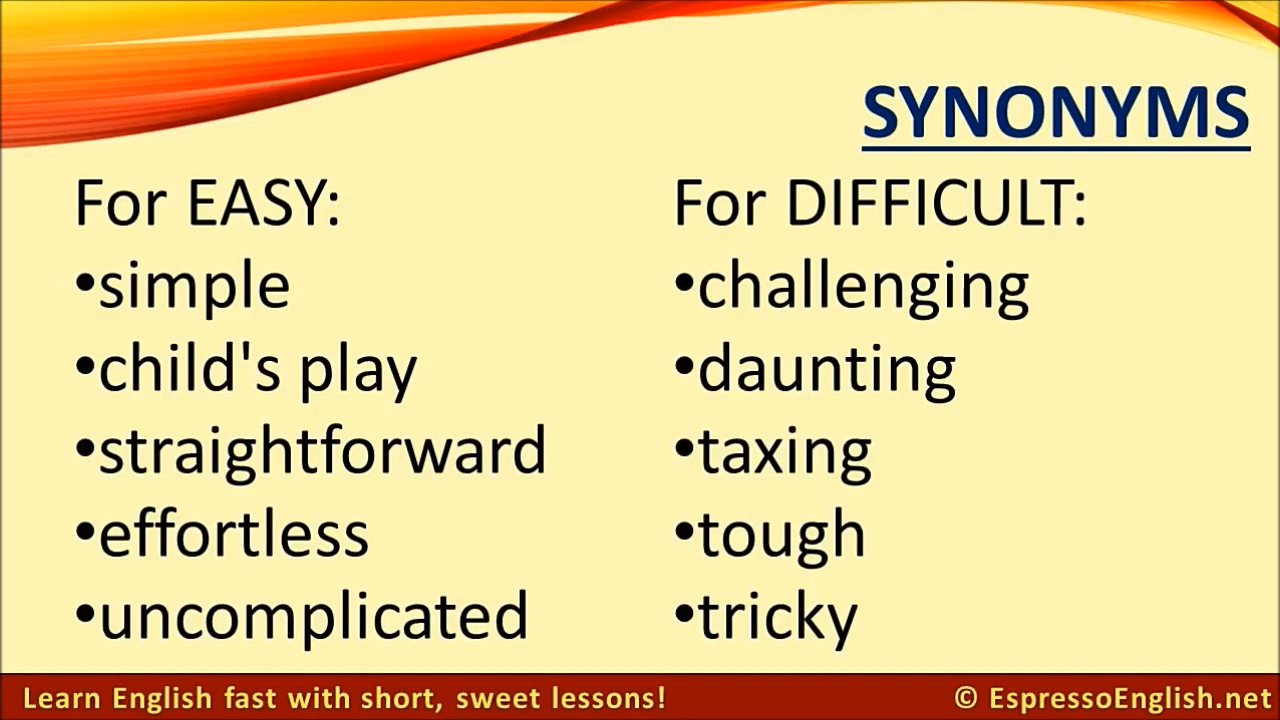 SYNONYMS
For EASY:
•simple
•child's play
•straightforward
•effortless
•uncomplicated
For DIFFICULT:
•challenging
•daunting
•taxing
•tough
•tricky
Learn English fast with short, sweet lessons!
© EspressoEnglish.net